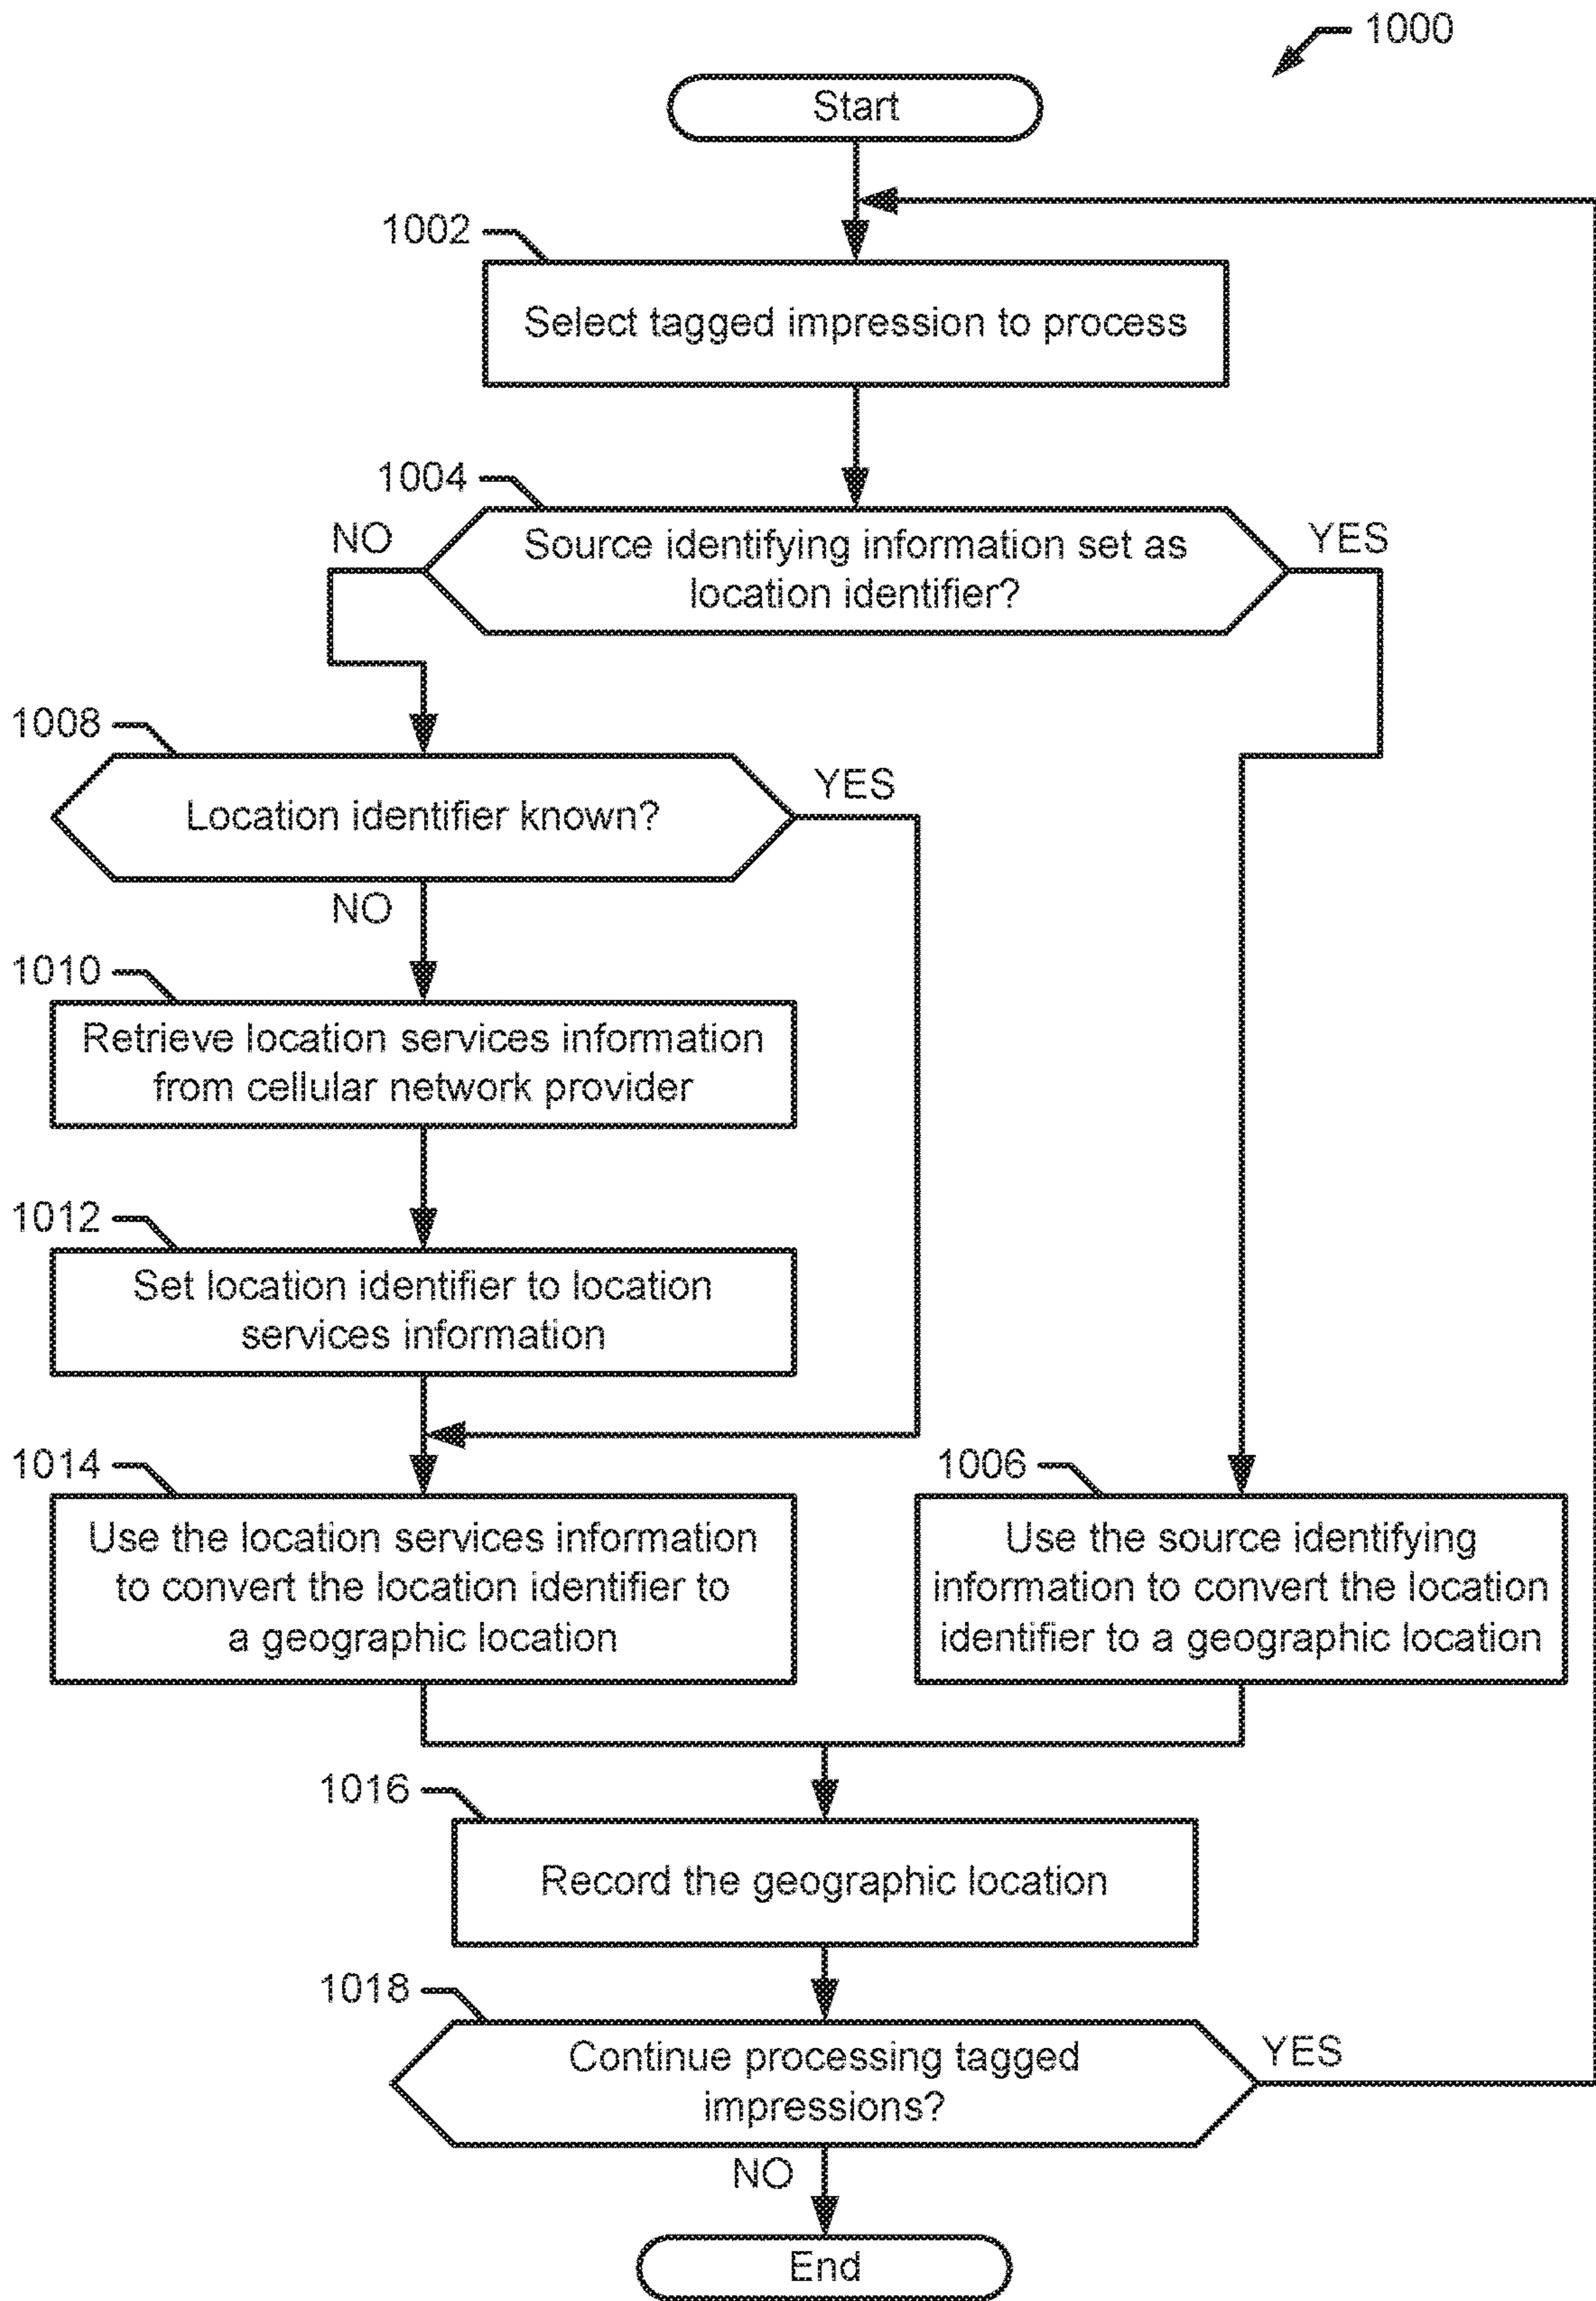 1000
Start
1002
Select tagged impression to process
1004
NO
Source identifying information set as
location identifier?
YES
1008
Location identifier known?
YES
NO
1010
Retrieve location services information
from cellular network provider
1012
Set location identifier to location
services information
1014
Use the location services information
to convert the location identifier to
a geographic location
1006
Use the source identifying
information to convert the location
identifier to a geographic location
1016
Record the geographic location
1018
Continue processing tagged
impressions?
YES
NO
End